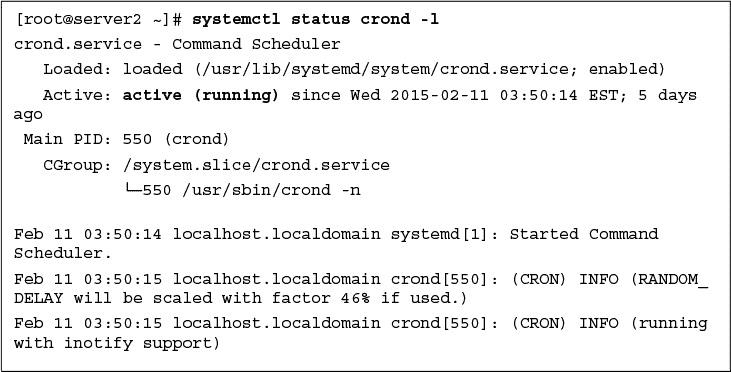 [root@server2 ~]# systemctl status crond -l
crond.service - Command Scheduler
   Loaded: loaded (/usr/lib/systemd/system/crond.service; enabled)
   Active: active (running) since Wed 2015-02-11 03:50:14 EST; 5 days
ago
 Main PID: 550 (crond)
   CGroup: /system.slice/crond.service
           └─550 /usr/sbin/crond -n

Feb 11 03:50:14 localhost.localdomain systemd[1]: Started Command
Scheduler.
Feb 11 03:50:15 localhost.localdomain crond[550]: (CRON) INFO (RANDOM_
DELAY will be scaled with factor 46% if used.)
Feb 11 03:50:15 localhost.localdomain crond[550]: (CRON) INFO (running
with inotify support)